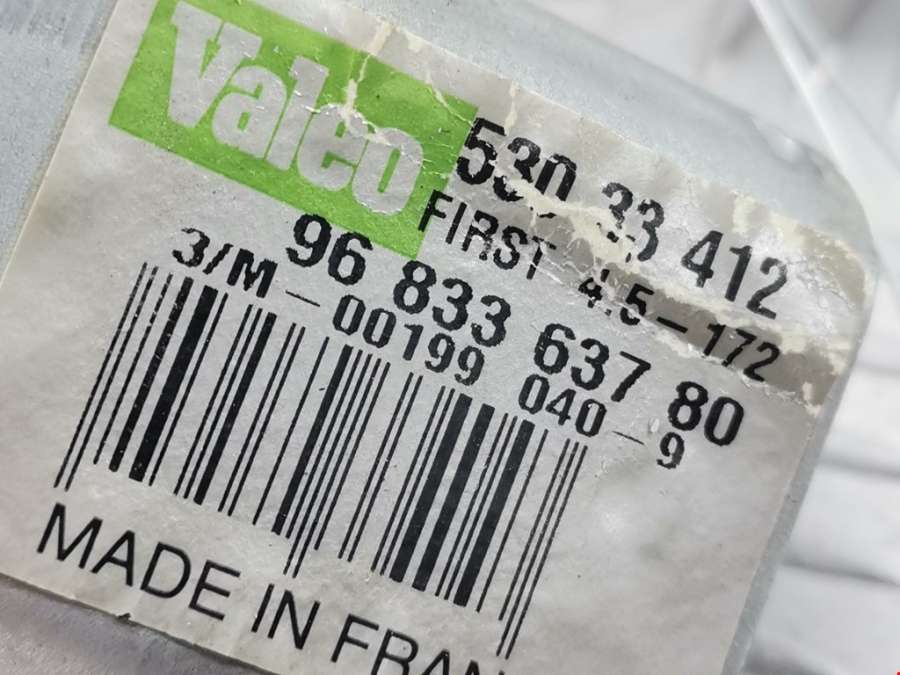 Valeo
530 33 412
FIRST 4.5-172
96 833 637 80
3/M-00199 040-9
MADE IN FRAN